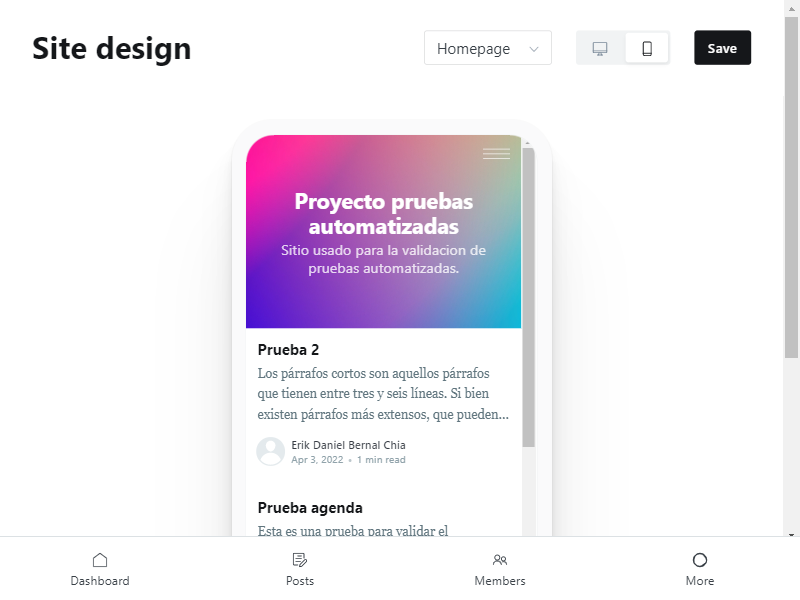 Site design
Homepage
Save
Proyecto pruebas
automatizadas
Sitio usado para la validacion de
pruebas automatizadas.
Prueba 2
Los párrafos cortos son aquellos párrafos
que tienen entre tres y seis líneas. Si bien
existen párrafos más extensos, que pueden...
Erik Daniel Bernal Chia
Apr 3, 2022 • 1 min read
Prueba agenda
Esta es una prueba para validar el
Dashboard
Posts
Members
More